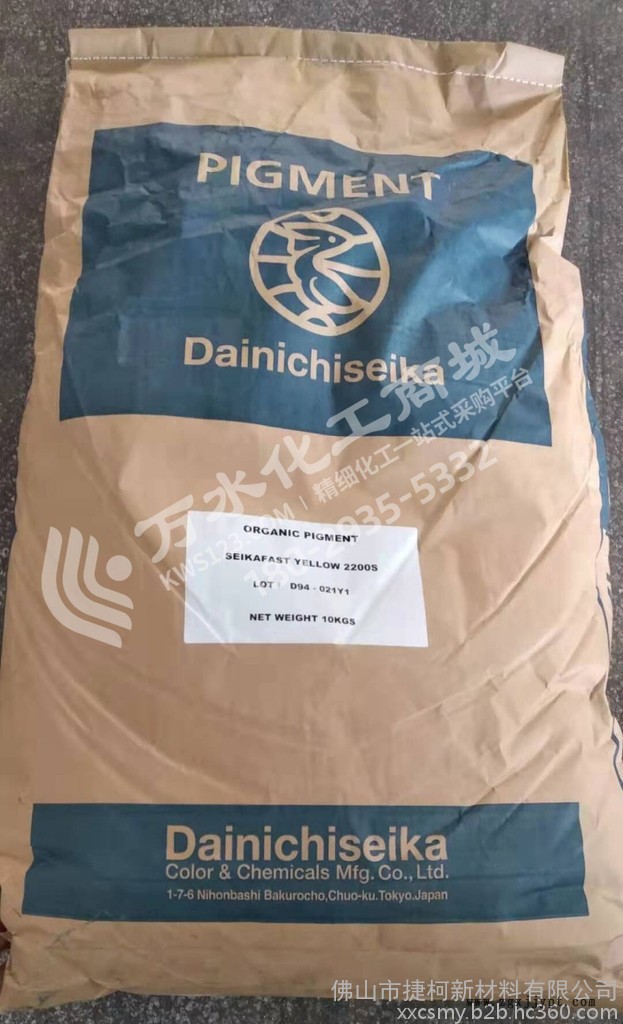 PIGMENT
Dainichiseika
万水化工商城
KWS123.COM | 精细化工一站式采购平台
ORGANIC PIGMENT
SEIKAFAST YELLOW 2200S
LOT : D94 - 021Y1
NET WEIGHT 10KGS
Dainichiseika
Color & Chemicals Mfg. Co., Ltd.
1-7-6 Nihonbashi Bakurocho,Chuo-ku.Tokyo.Japan
佛山市捷柯新材料有限公司
xxcsmy.b2b.hc360.com